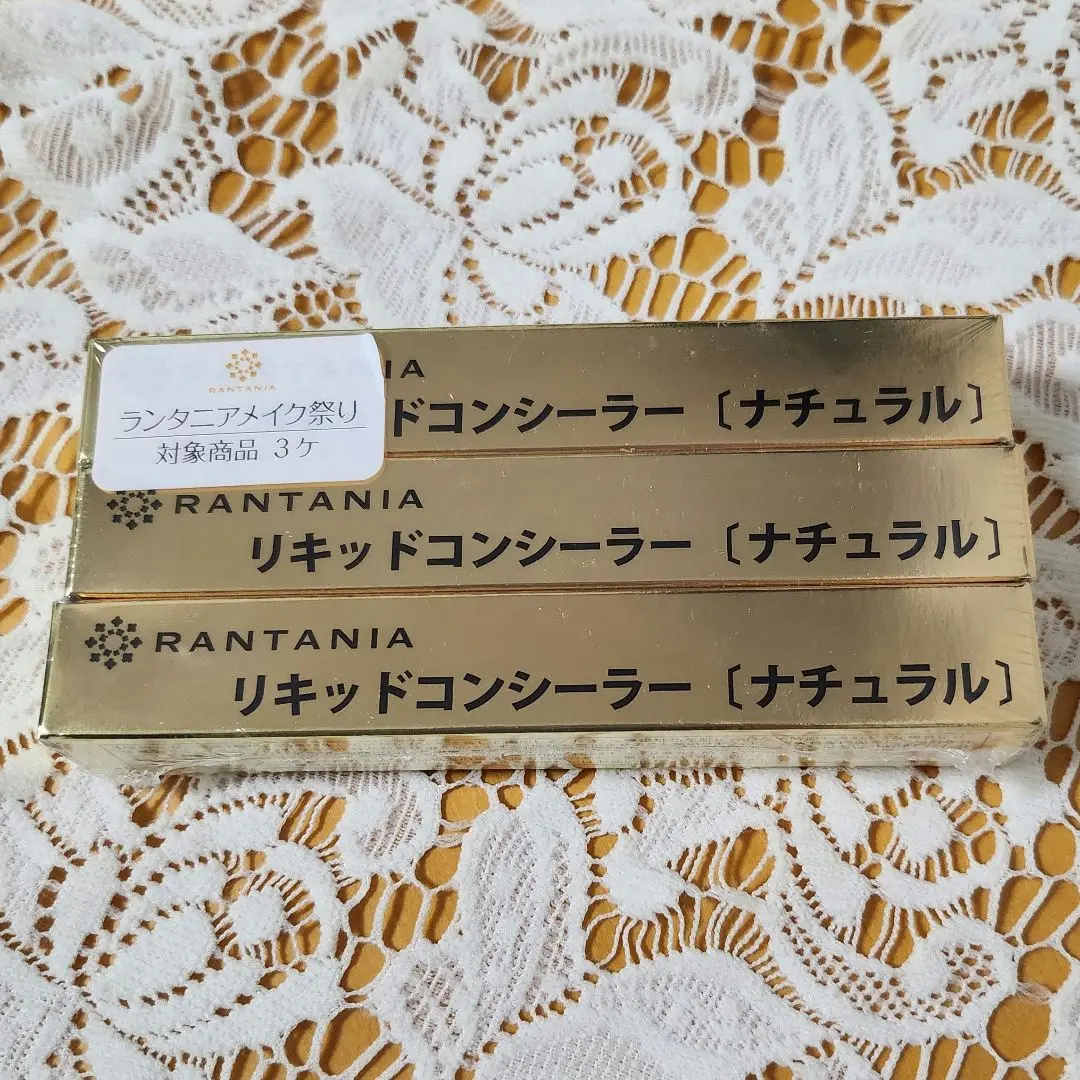 RANTANIA
ランタニアメイク祭り
対象商品 3ケ
IA
ドコンシーラー〔ナチュラル〕
RANTANIA
リキッドコンシーラー〔ナチュラル〕
RANTANIA
リキッドコンシーラー〔ナチュラル〕